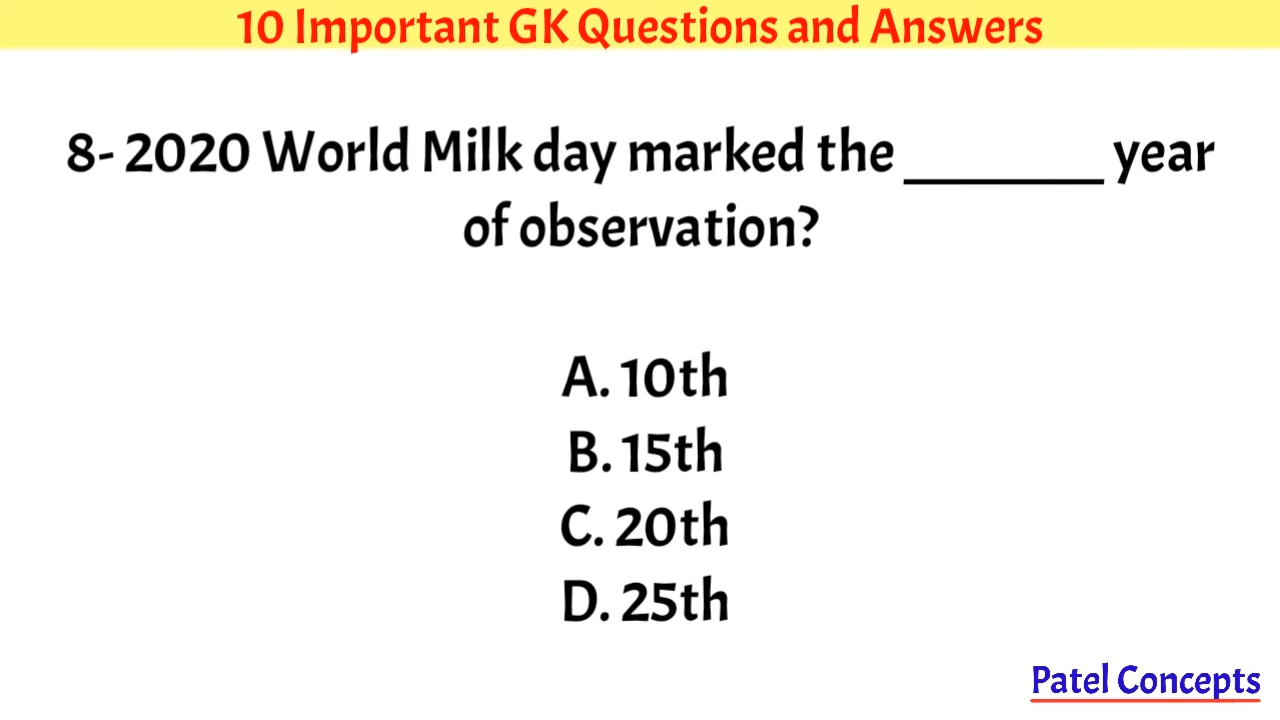 10 Important GK Questions and Answers
8- 2020 World Milk day marked the _______ year
of observation?
A. 10th
B. 15th
C. 20th
D. 25th
Patel Concepts